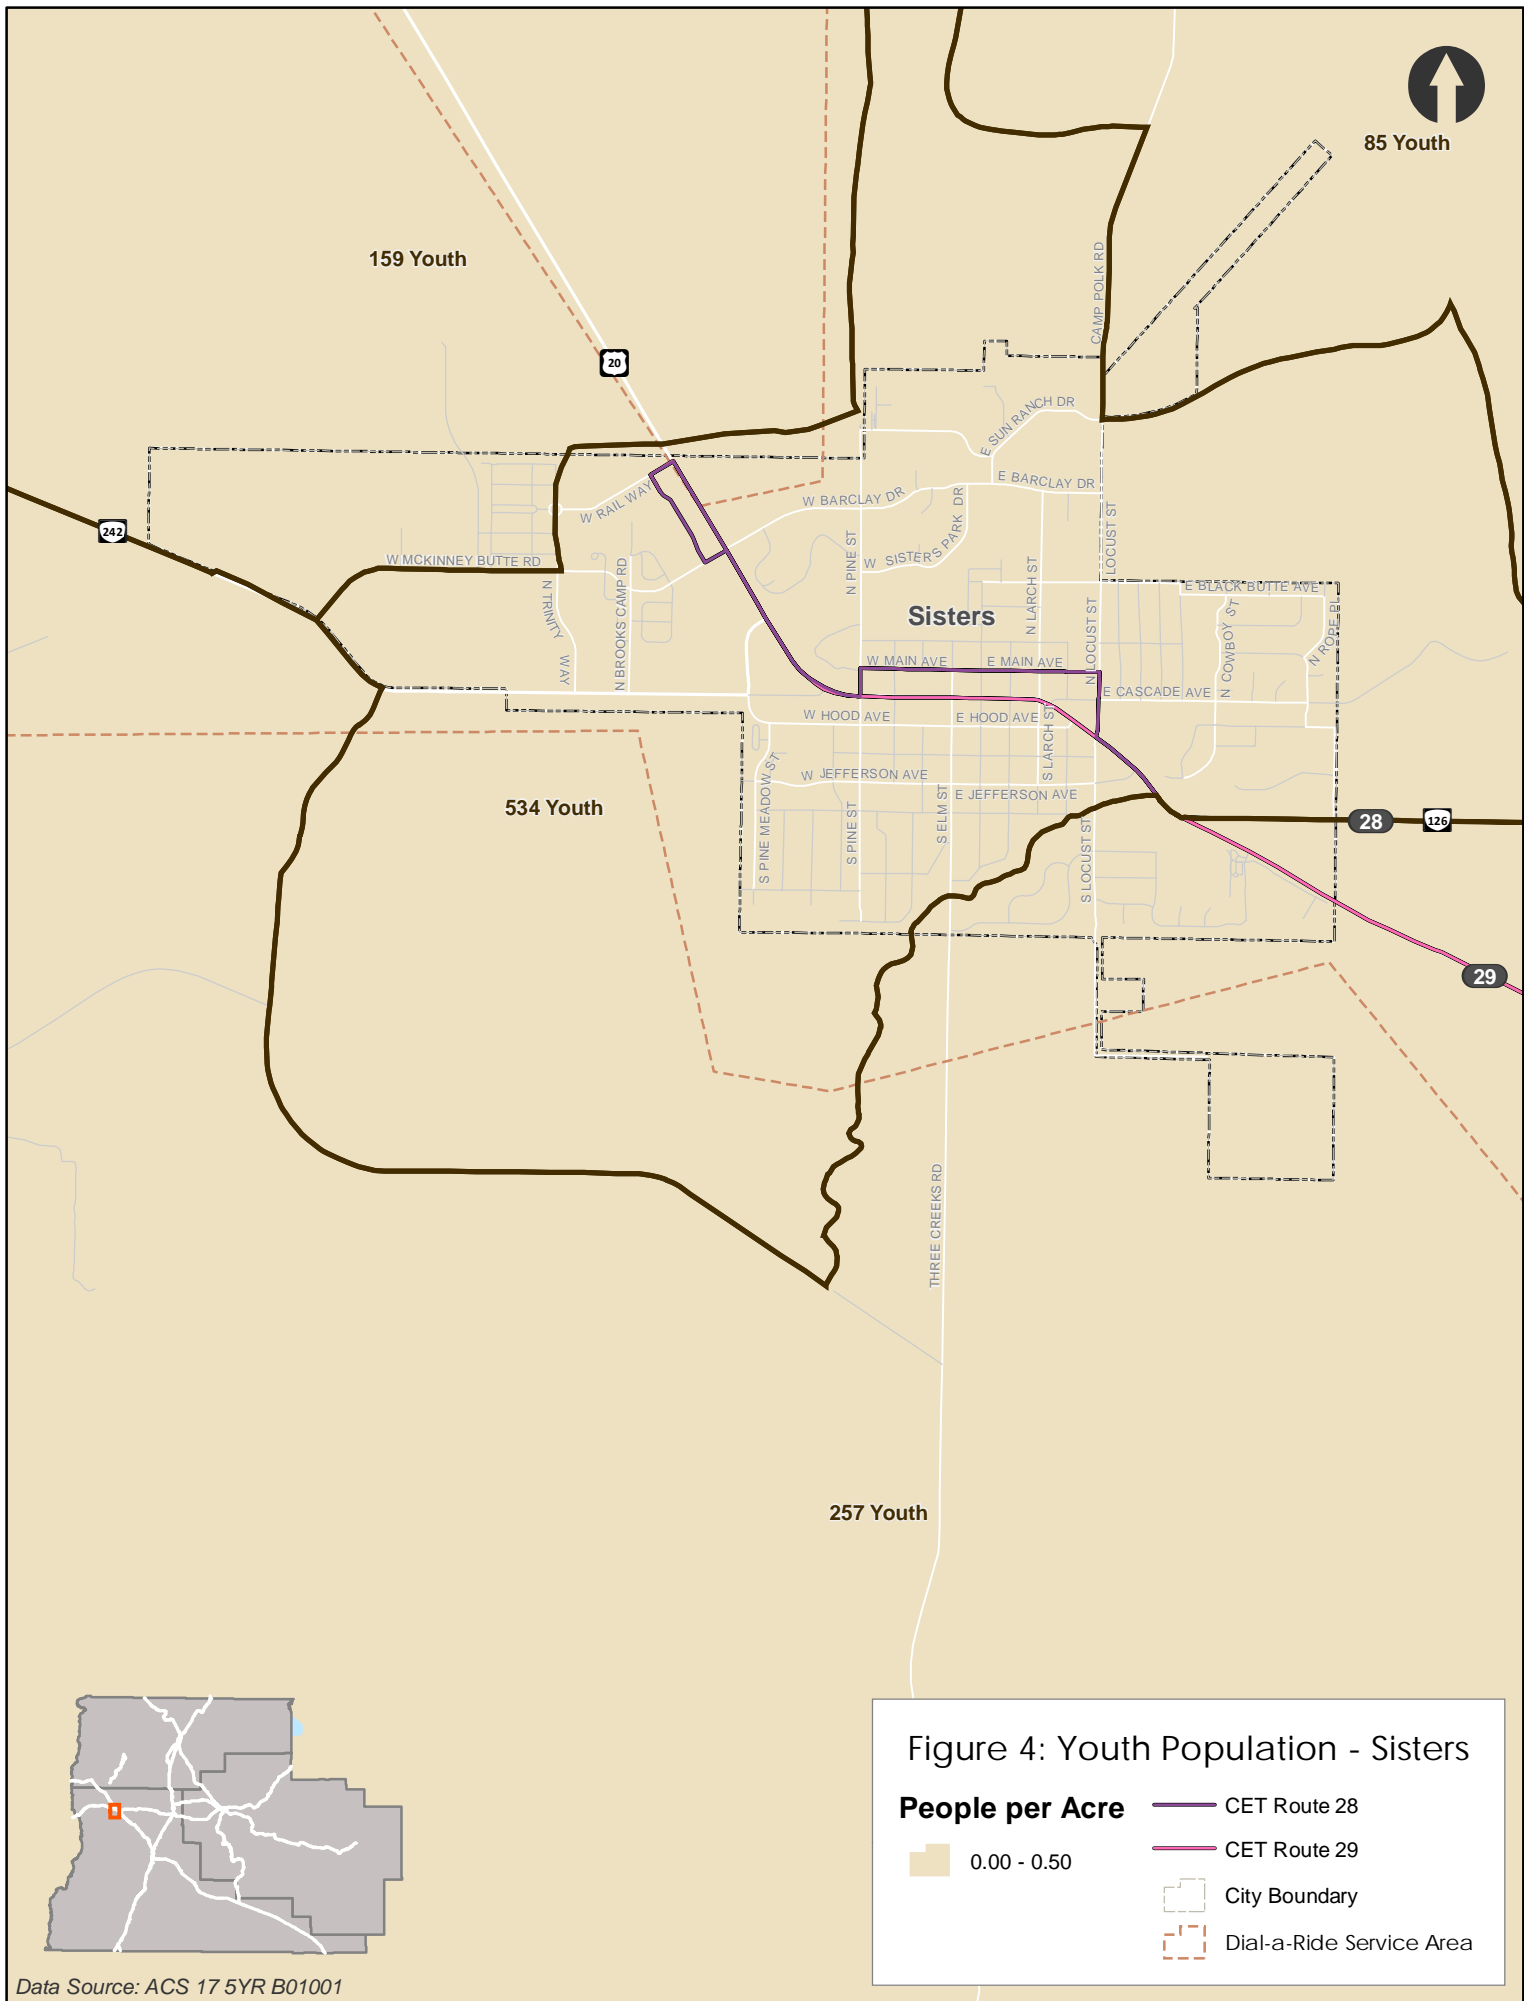 85 Youth
159 Youth
CAMP POLK RD
20
E SUN RANCH DR
E BARCLAY DR
W BARCLAY DR
W RAIL WAY
242
W MCKINNEY BUTTE RD
N PINE ST
W SISTERS PARK DR
LOCUST ST
N TRINITY WAY
N BROOKS CAMP RD
N LARCH ST
E BLACK BUTTE AVE
Sisters
N LOCUST ST
N COWBOY ST
N ROPE PL
W MAIN AVE
E MAIN AVE
E CASCADE AVE
W HOOD AVE
E HOOD AVE
S LARCH ST
S PINE MEADOW ST
W JEFFERSON AVE
E JEFFERSON AVE
534 Youth
S PINE ST
S ELM ST
S LOCUST ST
28
126
29
THREE CREEKS RD
257 Youth
Figure 4: Youth Population - Sisters
People per Acre
0.00 - 0.50
CET Route 28
CET Route 29
City Boundary
Dial-a-Ride Service Area
Data Source: ACS 17 5YR B01001